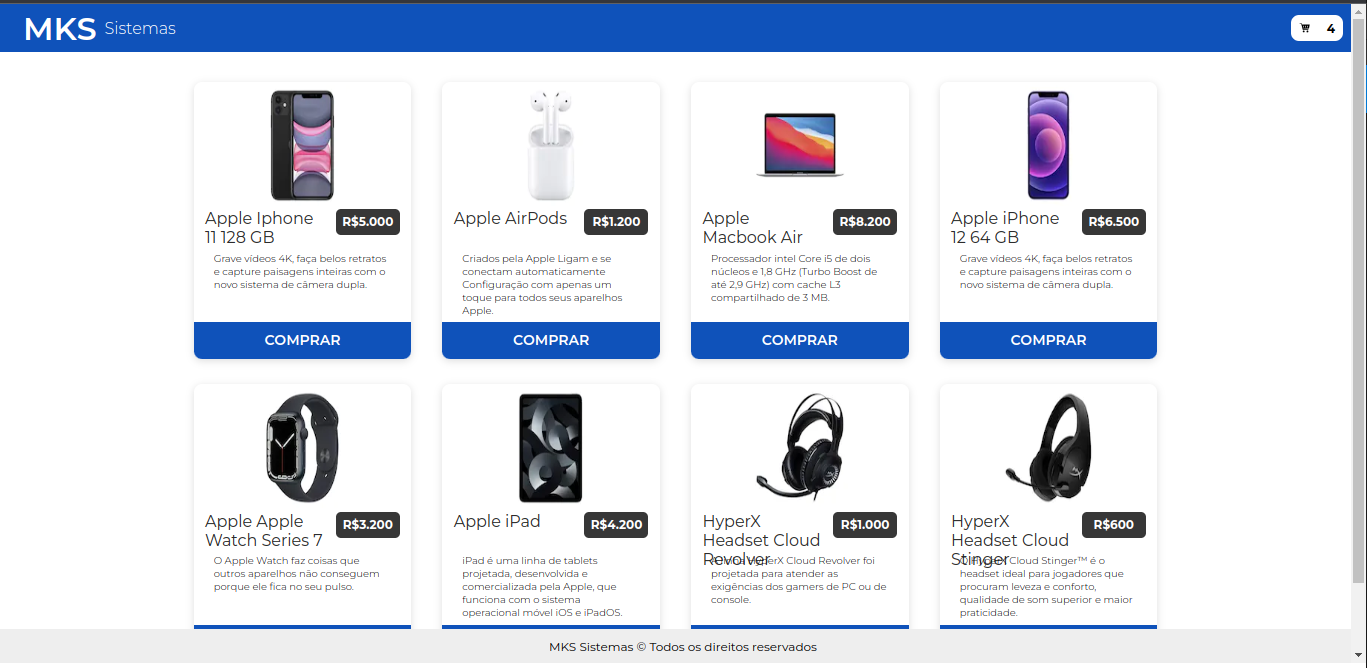 MKS Sistemas
4
Apple Iphone
11 128 GB
R$5.000
Grave vídeos 4K, faça belos retratos
e capture paisagens inteiras com o
novo sistema de câmera dupla.
COMPRAR
Apple AirPods
R$1.200
Criados pela Apple Ligam e se
conectam automaticamente
Configuração com apenas um
toque para todos seus aparelhos
Apple.
COMPRAR
Apple
Macbook Air
R$8.200
Processador intel Core i5 de dois
núcleos e 1,8 GHz (Turbo Boost de
até 2,9 GHz) com cache L3
compartilhado de 3 MB.
COMPRAR
Apple iPhone
12 64 GB
R$6.500
Grave vídeos 4K, faça belos retratos
e capture paisagens inteiras com o
novo sistema de câmera dupla.
COMPRAR
Apple Apple
Watch Series 7
R$3.200
O Apple Watch faz coisas que
outros aparelhos não conseguem
porque ele fica no seu pulso.
Apple iPad
R$4.200
iPad é uma linha de tablets
projetada, desenvolvida e
comercializada pela Apple, que
funciona com o sistema
operacional móvel iOS e iPadOS.
HyperX
Headset Cloud
Revolver
R$1.000
HyperX Cloud Revolver foi
projetada para atender as
exigências dos gamers de PC ou de
console.
HyperX
Headset Cloud
Stinger
R$600
Cloud Stinger™ é o
headset ideal para jogadores que
procuram leveza e conforto,
qualidade de som superior e maior
praticidade.
MKS Sistemas © Todos os direitos reservados